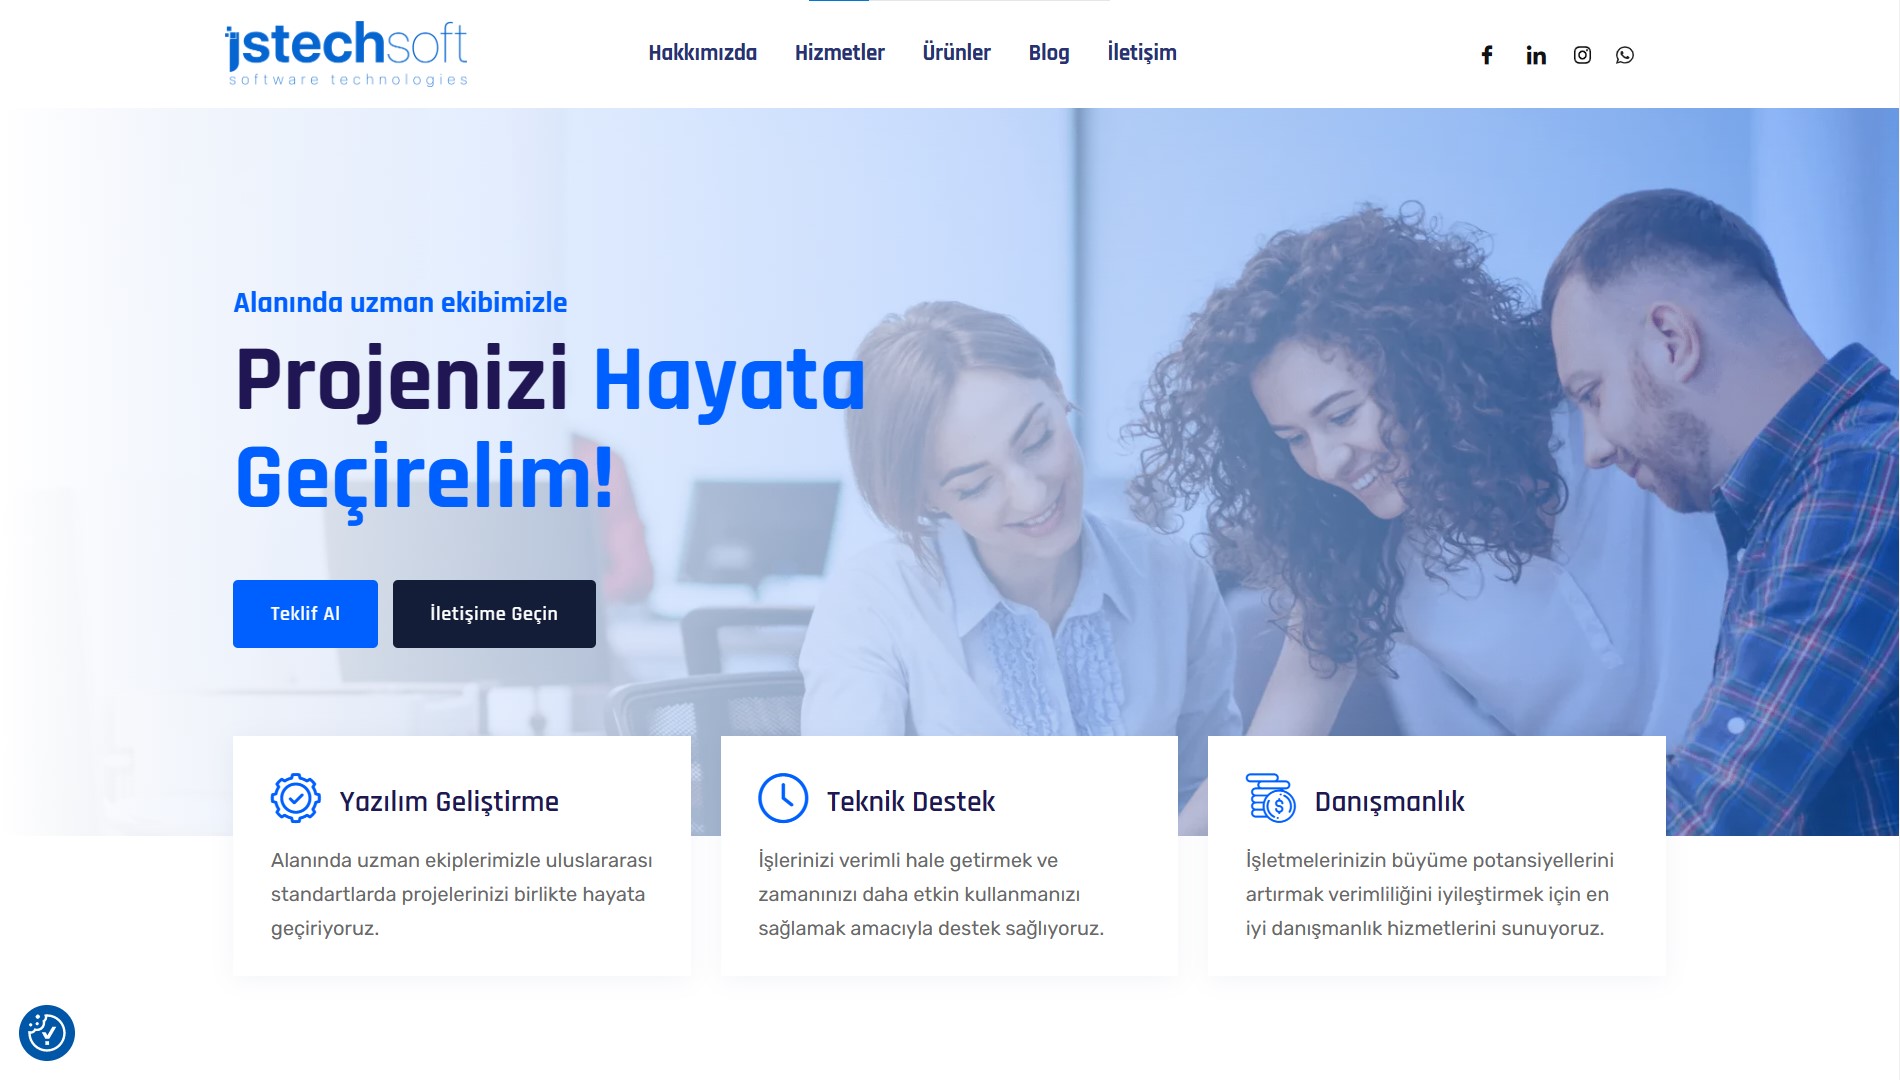 jstechsoft
software technologies
Hakkımızda Hizmetler Ürünler Blog İletişim
Alanında uzman ekibimizle
Projenizi Hayata
Geçirelim!
Teklif Al İletişime Geçin
Yazılım Geliştirme
Alanında uzman ekiplerimizle uluslararası
standartlarda projelerinizi birlikte hayata
geçiriyoruz.
Teknik Destek
İşlerinizi verimli hale getirmek ve
zamanınızı daha etkin kullanmanızı
sağlamak amacıyla destek sağlıyoruz.
Danışmanlık
İşletmelerinizin büyüme potansiyellerini
artırmak verimliliğini iyileştirmek için en
iyi danışmanlık hizmetlerini sunuyoruz.